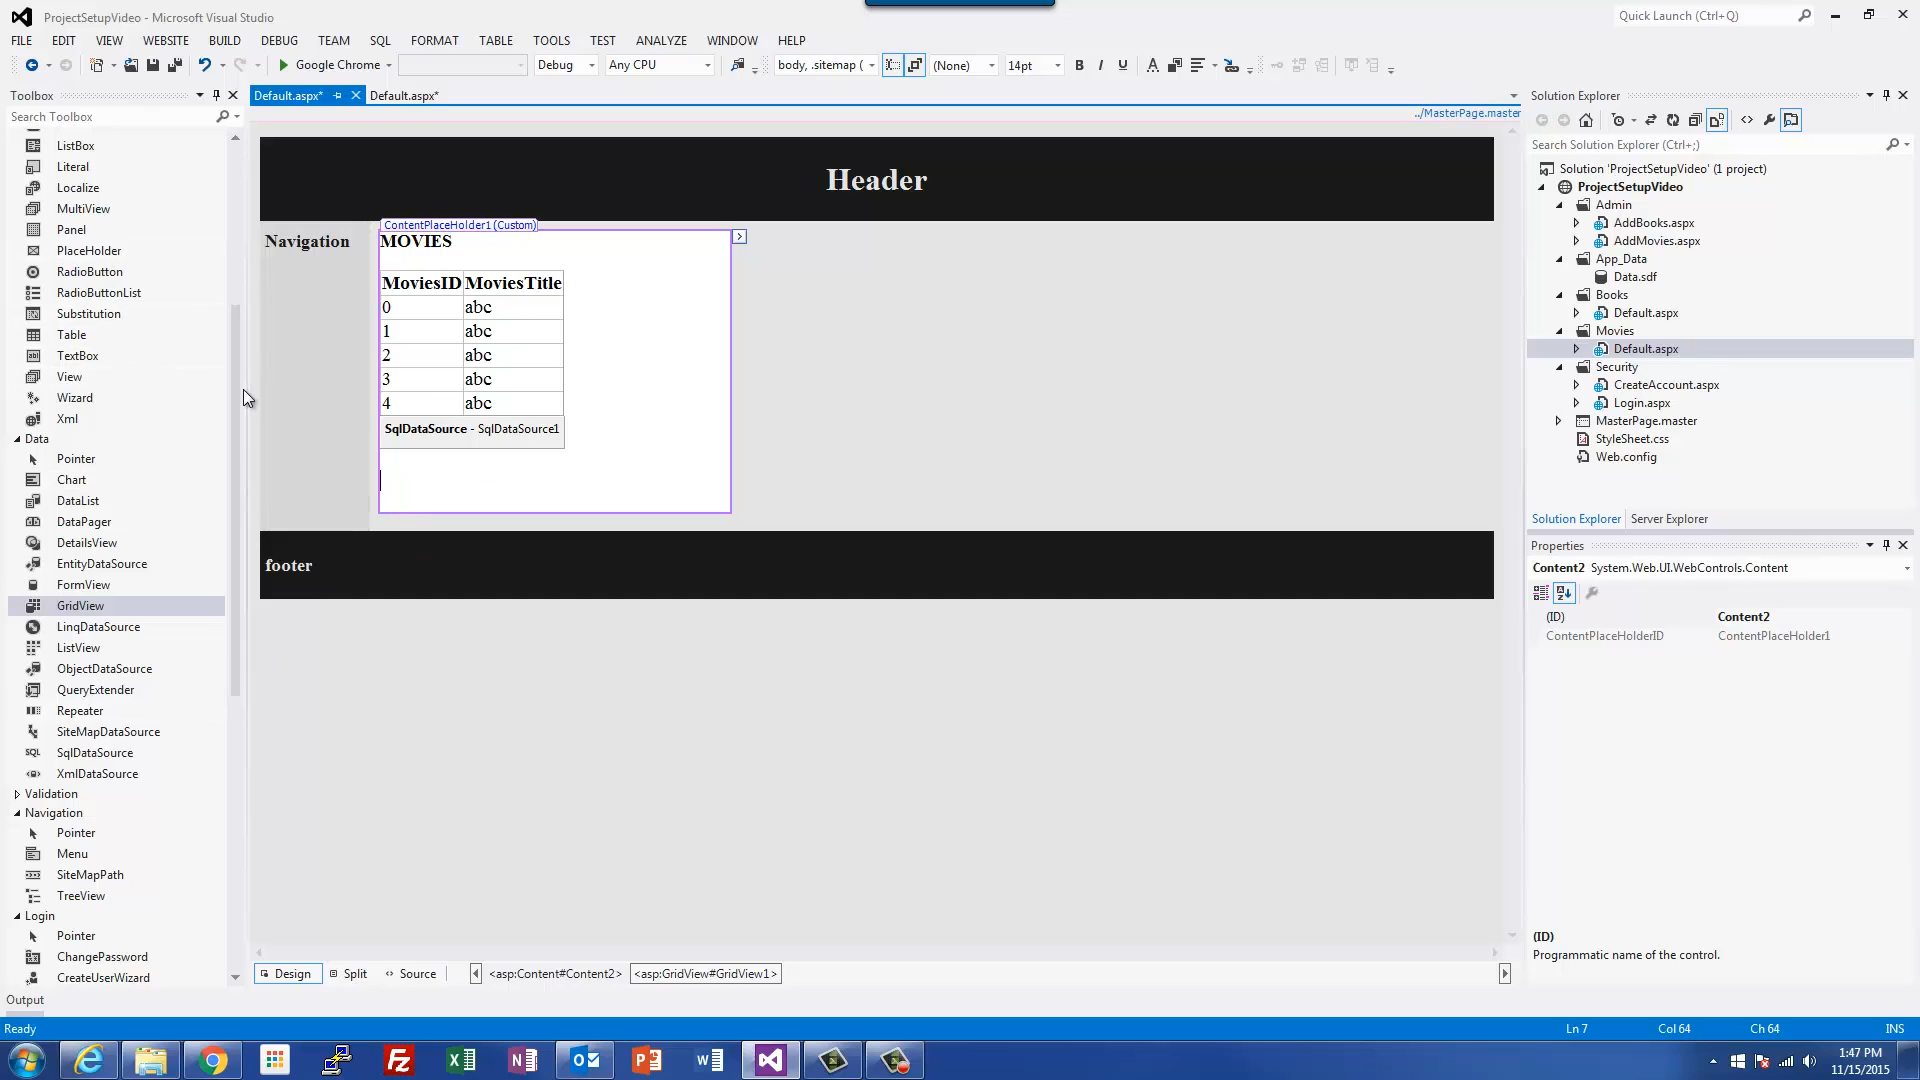 ProjectSetupVideo - Microsoft Visual Studio
Quick Launch (Ctrl+Q)
FILE EDIT VIEW WEBSITE BUILD DEBUG TEAM SQL FORMAT TABLE TOOLS TEST ANALYZE WINDOW HELP
Google Chrome Debug Any CPU body, .sitemap ( (None) 14pt B I U
Toolbox
Search Toolbox
ListBox
Literal
Localize
MultiView
Panel
PlaceHolder
RadioButton
RadioButtonList
Substitution
Table
TextBox
View
Wizard
Xml
Data
Pointer
Chart
DataList
DataPager
DetailsView
EntityDataSource
FormView
GridView
LinqDataSource
ListView
ObjectDataSource
QueryExtender
Repeater
SiteMapDataSource
SqlDataSource
XmlDataSource
Validation
Navigation
Pointer
Menu
SiteMapPath
TreeView
Login
Pointer
ChangePassword
CreateUserWizard
Output
Default.aspx* Default.aspx*
../MasterPage.master
Header
Navigation
ContentPlaceHolder1 (Custom)
MOVIES
MoviesID MoviesTitle
0 abc
1 abc
2 abc
3 abc
4 abc
SqlDataSource - SqlDataSource1
footer
Design Split Source <asp:Content#Content2> <asp:GridView#GridView1>
Solution Explorer
Search Solution Explorer (Ctrl+;)
Solution 'ProjectSetupVideo' (1 project)
ProjectSetupVideo
Admin
AddBooks.aspx
AddMovies.aspx
App_Data
Data.sdf
Books
Default.aspx
Movies
Default.aspx
Security
CreateAccount.aspx
Login.aspx
MasterPage.master
StyleSheet.css
Web.config
Solution Explorer Server Explorer
Properties
Content2 System.Web.UI.WebControls.Content
(ID) Content2
ContentPlaceHolderID ContentPlaceHolder1
(ID)
Programmatic name of the control.
Ready Ln 7 Col 64 Ch 64 INS
1:47 PM
11/15/2015